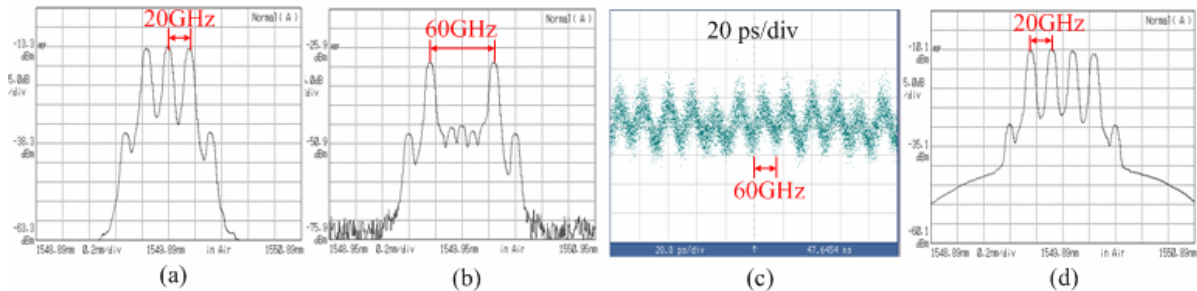 20GHz
Normal(A)
-13.3
REF
dBm
5.0dB
/div
-38.3
dBm
-63.3
dBm
1548.89nm 0.2nm/div 1549.89nm in Air 1550.89nm
(a)
60GHz
Normal(A)
-25.9
REF
dBm
5.0dB
/div
-50.9
dBm
-75.9
dBm
1548.95nm 0.2nm/div 1549.95nm in Air 1550.95nm
(b)
20 ps/div
60GHz
20.0 ps/div
47.6454 ns
(c)
20GHz
Normal(A)
-10.1
REF
dBm
5.0dB
/div
-35.1
dBm
-60.1
dBm
1548.89nm 0.2nm/div 1549.89nm in Air 1550.89nm
(d)